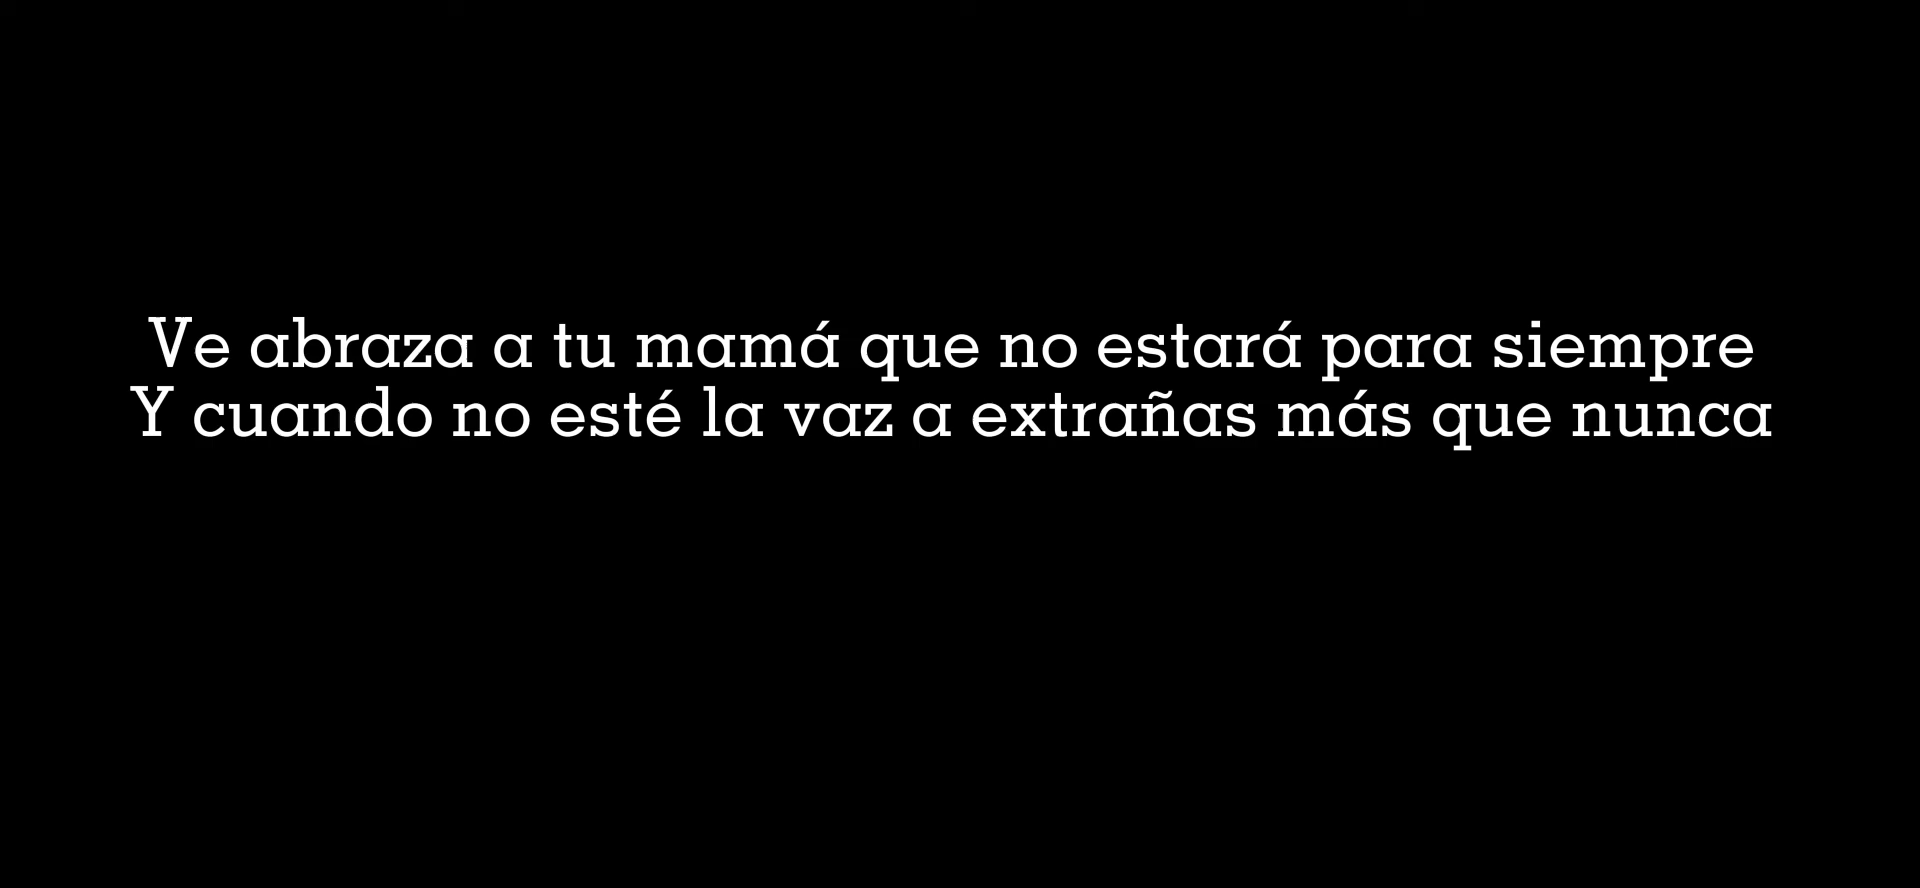 Ve abraza a tu mamá que no estará para siempre
Y cuando no esté la vaz a extrañas más que nunca